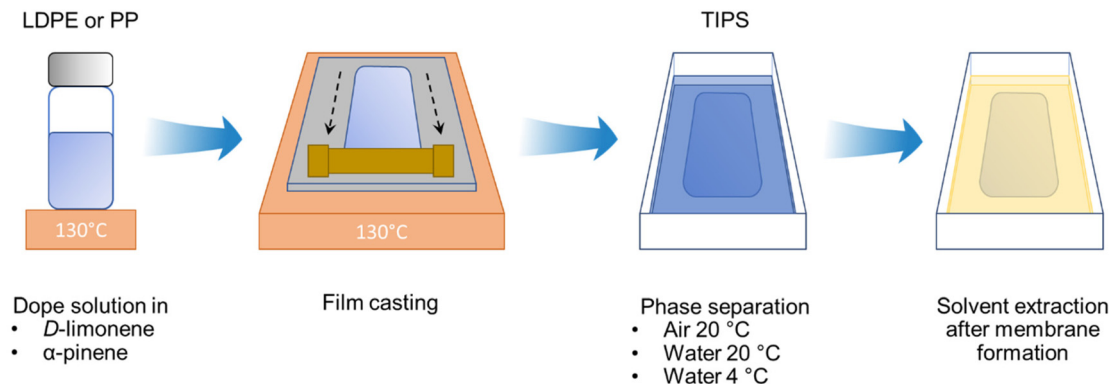 LDPE or PP
TIPS
130°C
130°C
Dope solution in
• D-limonene
• α-pinene
Film casting
Phase separation
• Air 20 °C
• Water 20 °C
• Water 4 °C
Solvent extraction
after membrane
formation